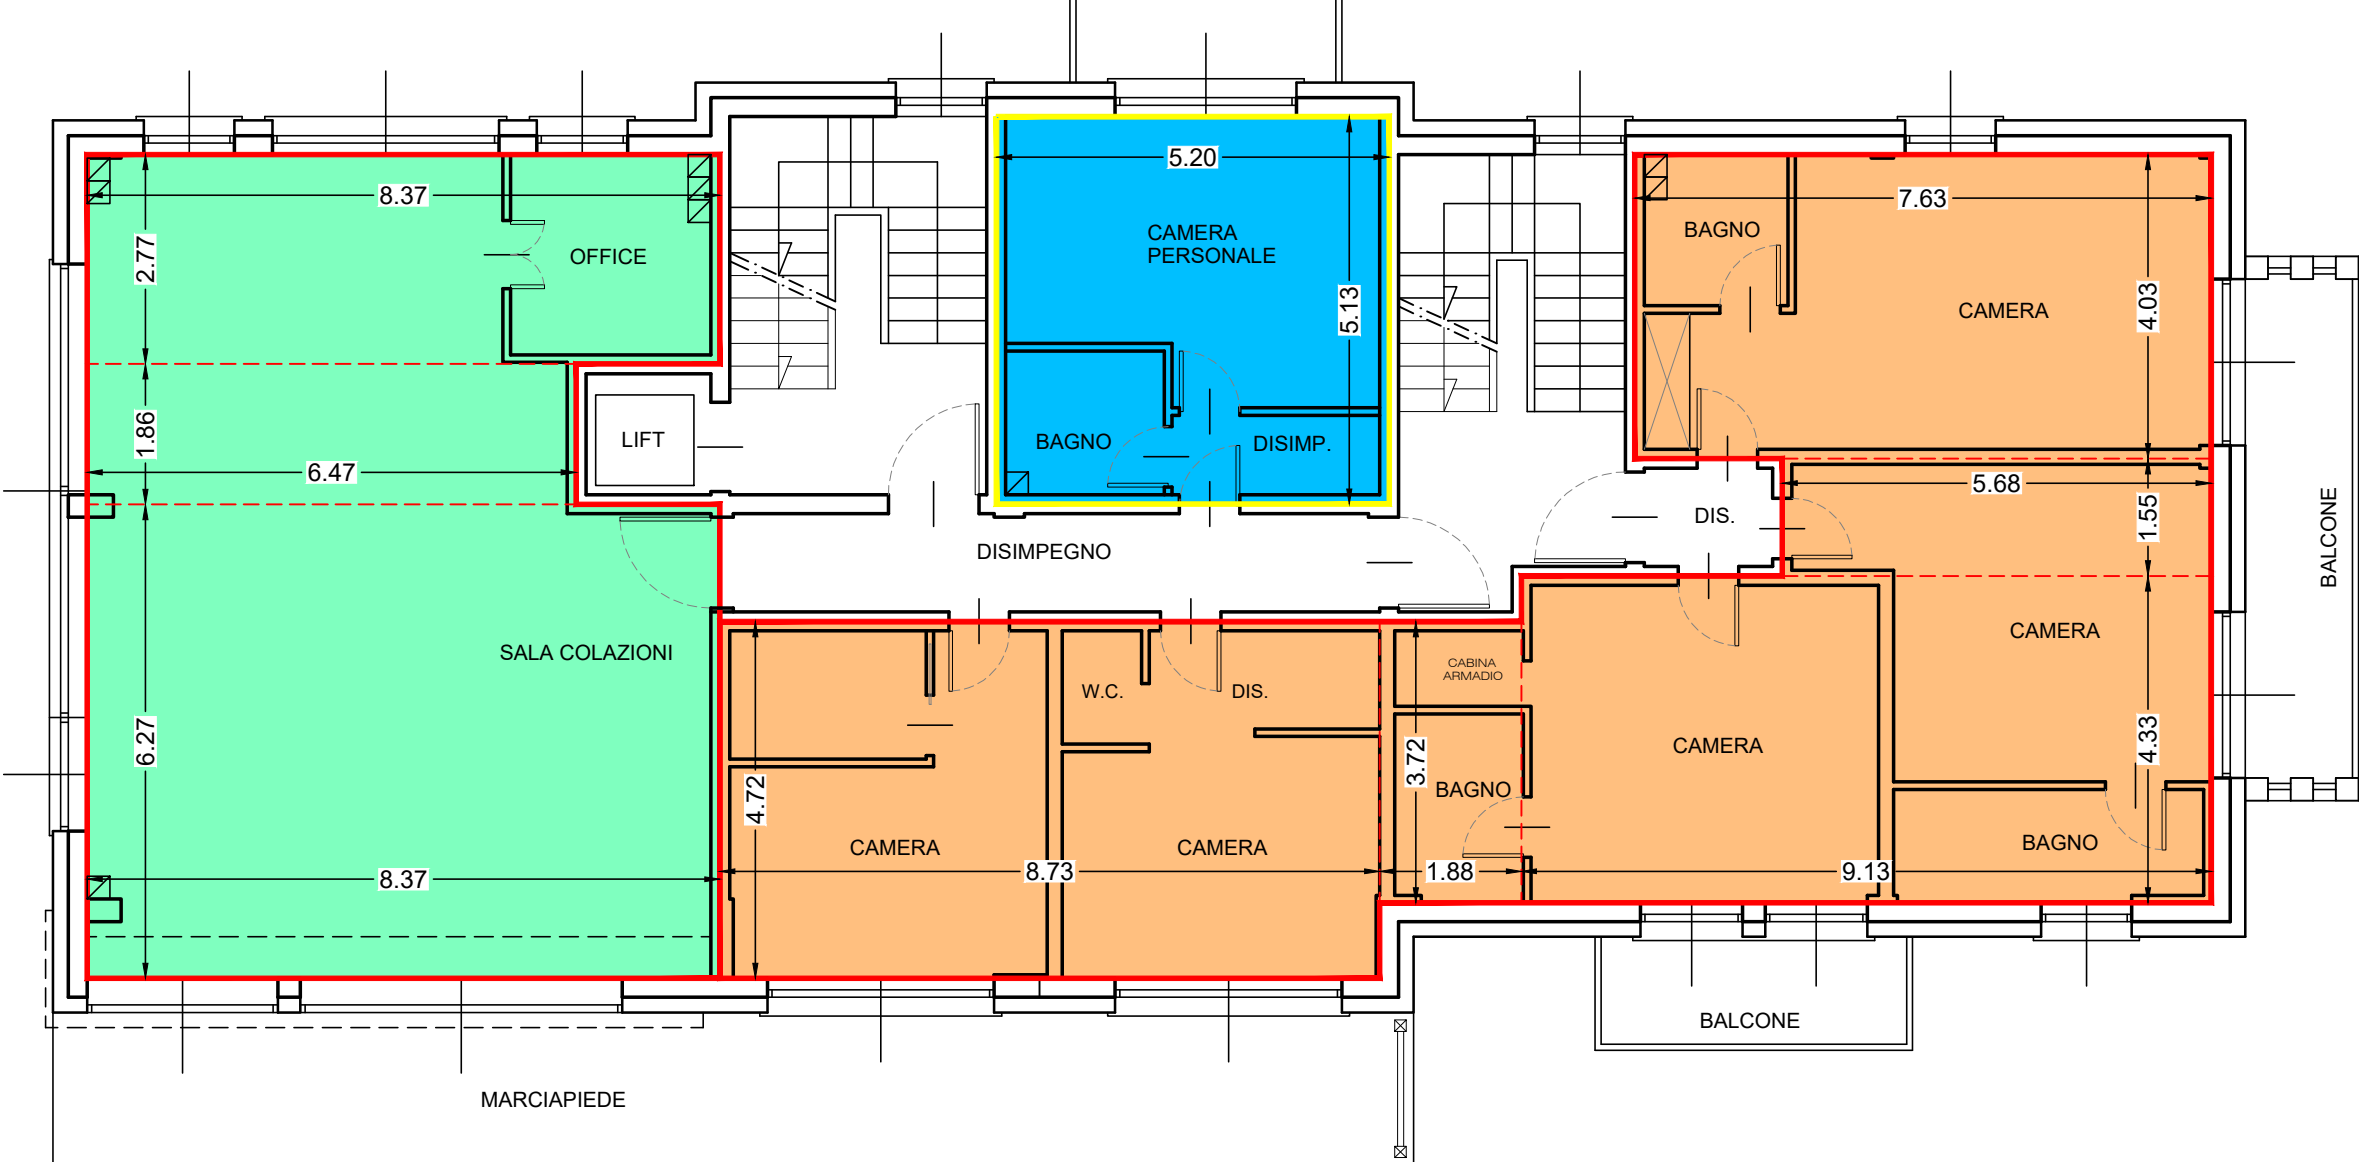 5.20
8.37
7.63
BAGNO
CAMERA
PERSONALE
OFFICE
2.77
5.13
4.03
CAMERA
1.86
LIFT
BAGNO
DISIMP.
6.47
5.68
DIS.
1.55
BALCONE
DISIMPEGNO
SALA COLAZIONI
CAMERA
CABINA
ARMADIO
W.C.
DIS.
6.27
4.72
3.72
CAMERA
4.33
BAGNO
CAMERA
CAMERA
BAGNO
8.37
8.73
1.88
9.13
BALCONE
MARCIAPIEDE